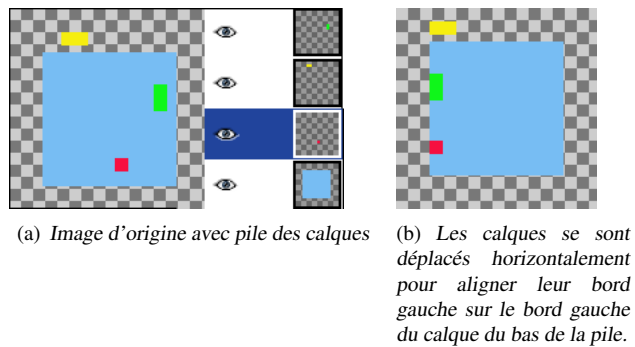 (a) Image d'origine avec pile des calques
(b) Les calques se sont
déplacés horizontalement
pour aligner leur bord
gauche sur le bord gauche
du calque du bas de la pile.